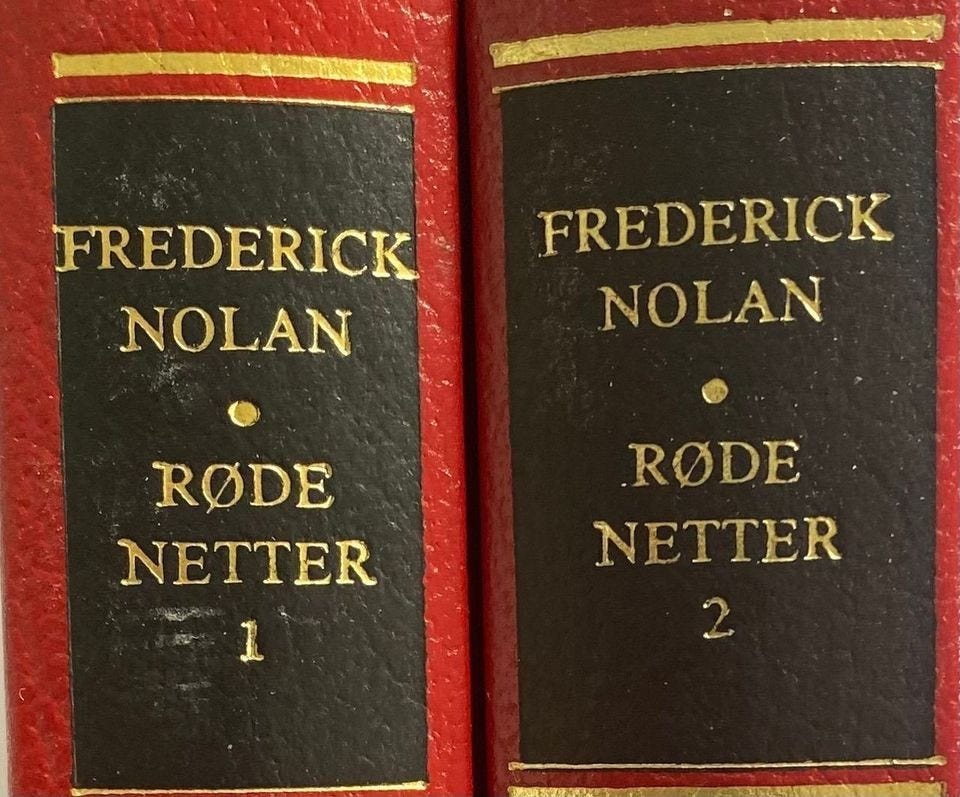 FREDERICK
NOLAN
•
RØDE
NETTER
1
FREDERICK
NOLAN
•
RØDE
NETTER
2